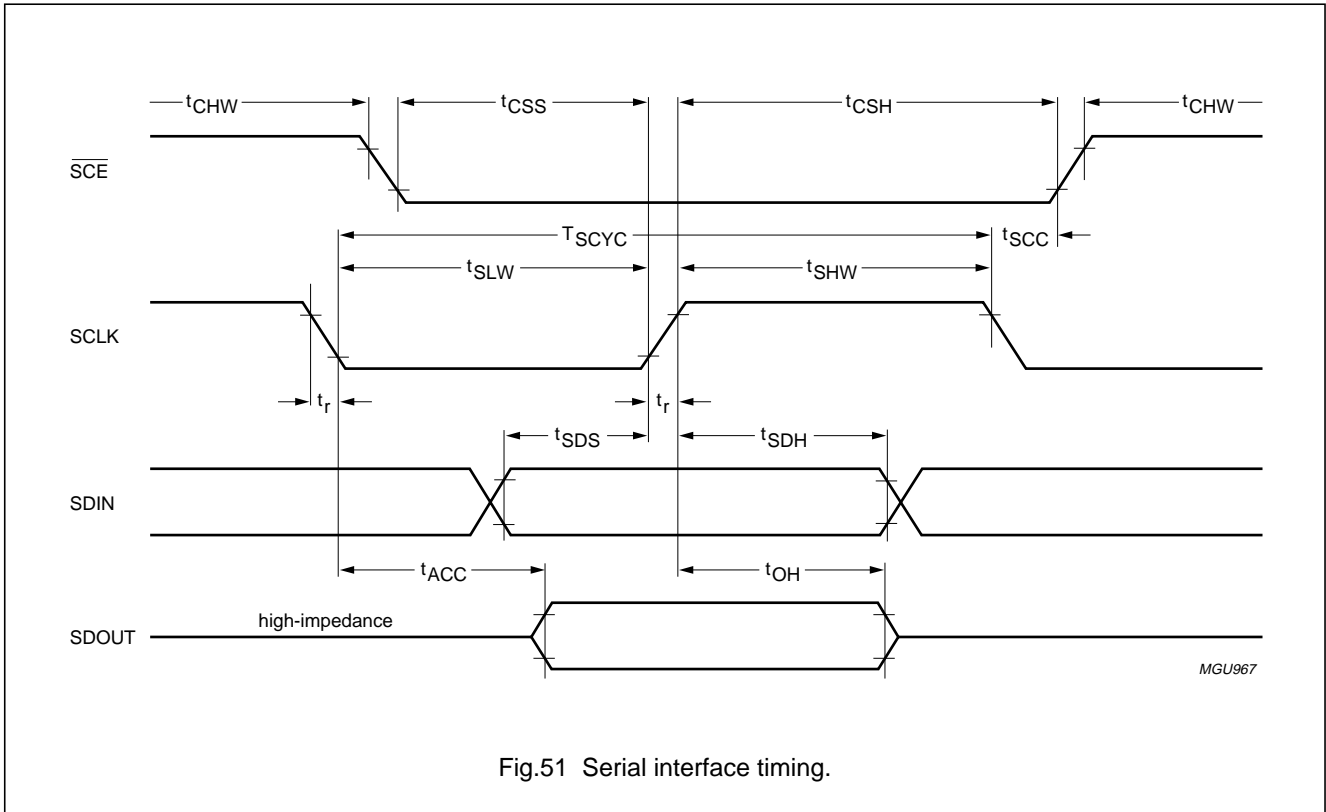 tCHW tCSS tCSH tCHW
SCE
TSCYC tSCC
tSLW tSHW
SCLK
tr tr
tSDS tSDH
SDIN
tACC tOH
high-impedance
SDOUT
MGU967
Fig.51 Serial interface timing.